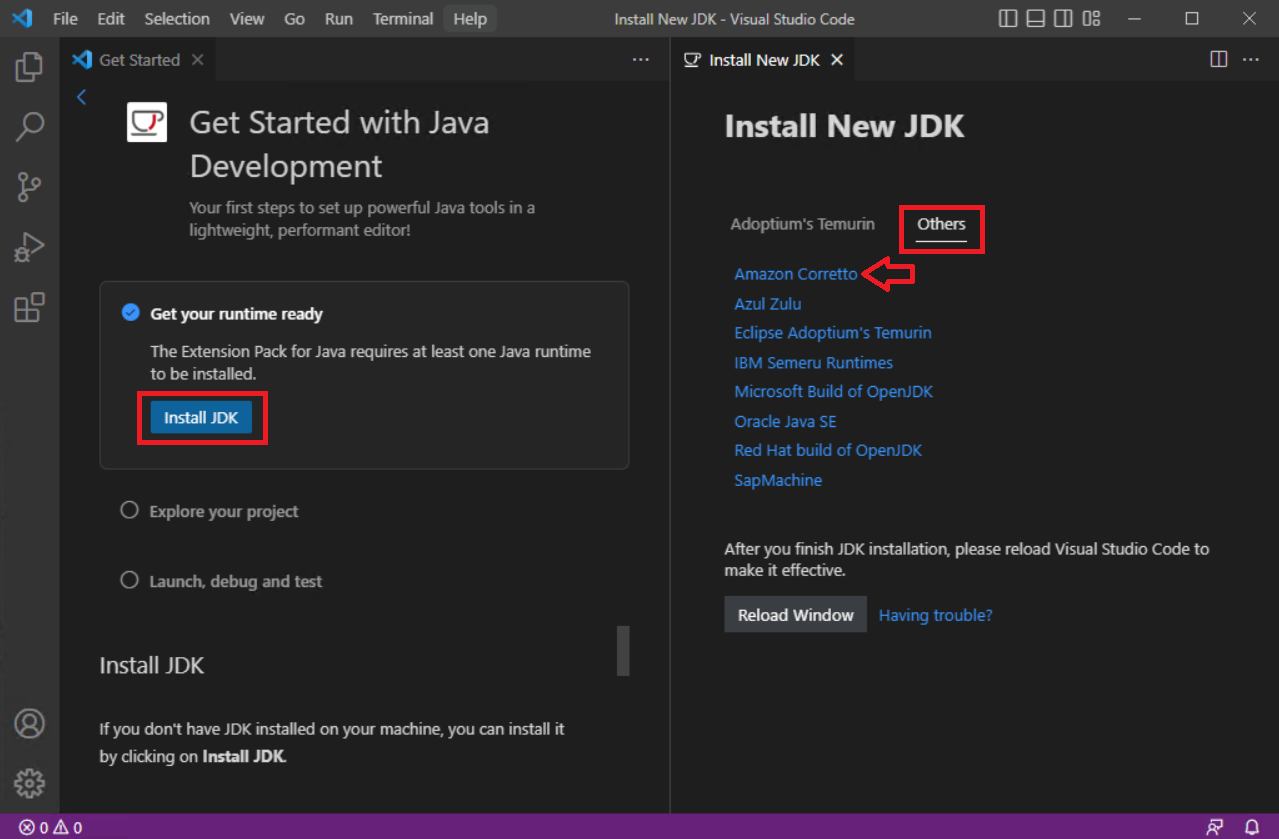 File Edit Selection View Go Run Terminal Help Install New JDK - Visual Studio Code
Get Started
Get Started with Java
Development
Your first steps to set up powerful Java tools in a
lightweight, performant editor!
Get your runtime ready
The Extension Pack for Java requires at least one Java runtime
to be installed.
Install JDK
Explore your project
Launch, debug and test
Install JDK
If you don't have JDK installed on your machine, you can install it
by clicking on Install JDK.
Install New JDK
Install New JDK
Adoptium's Temurin Others
Amazon Corretto
Azul Zulu
Eclipse Adoptium's Temurin
IBM Semeru Runtimes
Microsoft Build of OpenJDK
Oracle Java SE
Red Hat build of OpenJDK
SapMachine
After you finish JDK installation, please reload Visual Studio Code to
make it effective.
Reload Window Having trouble?
0 0